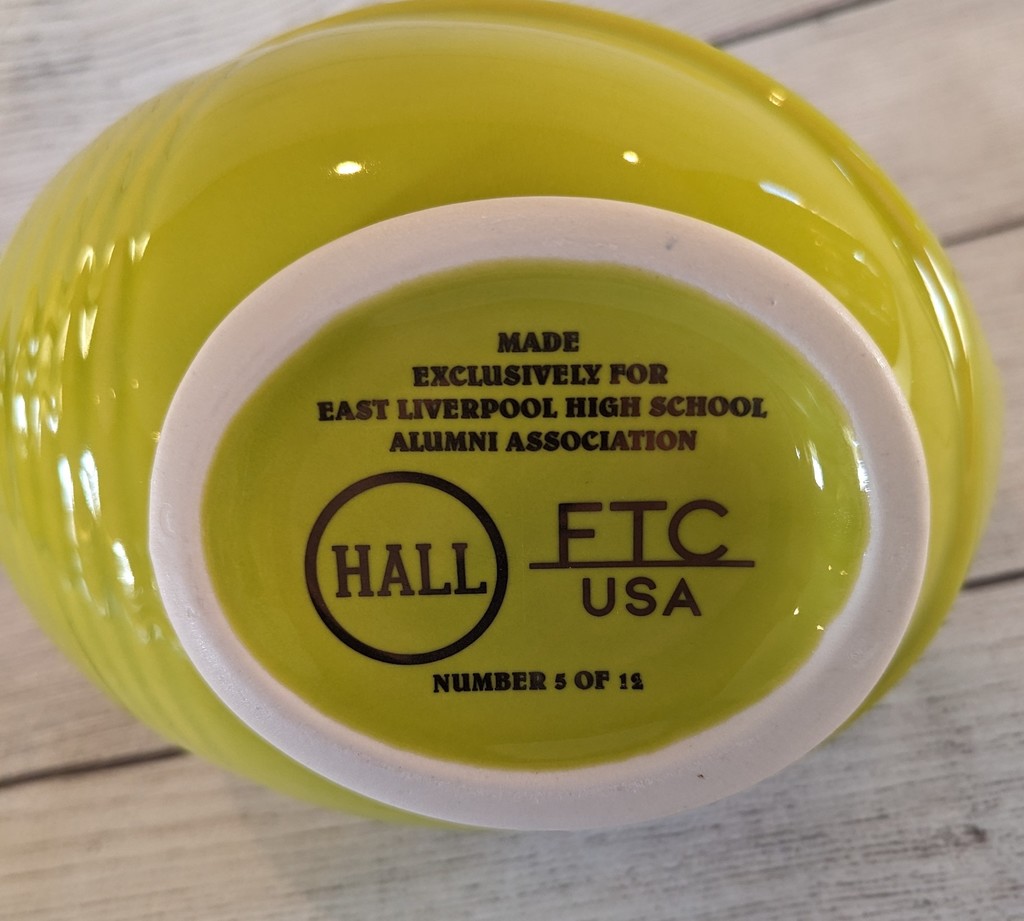 MADE
EXCLUSIVELY FOR
EAST LIVERPOOL HIGH SCHOOL
ALUMNI ASSOCIATION
HALL
FTC
USA
NUMBER 5 OF 12